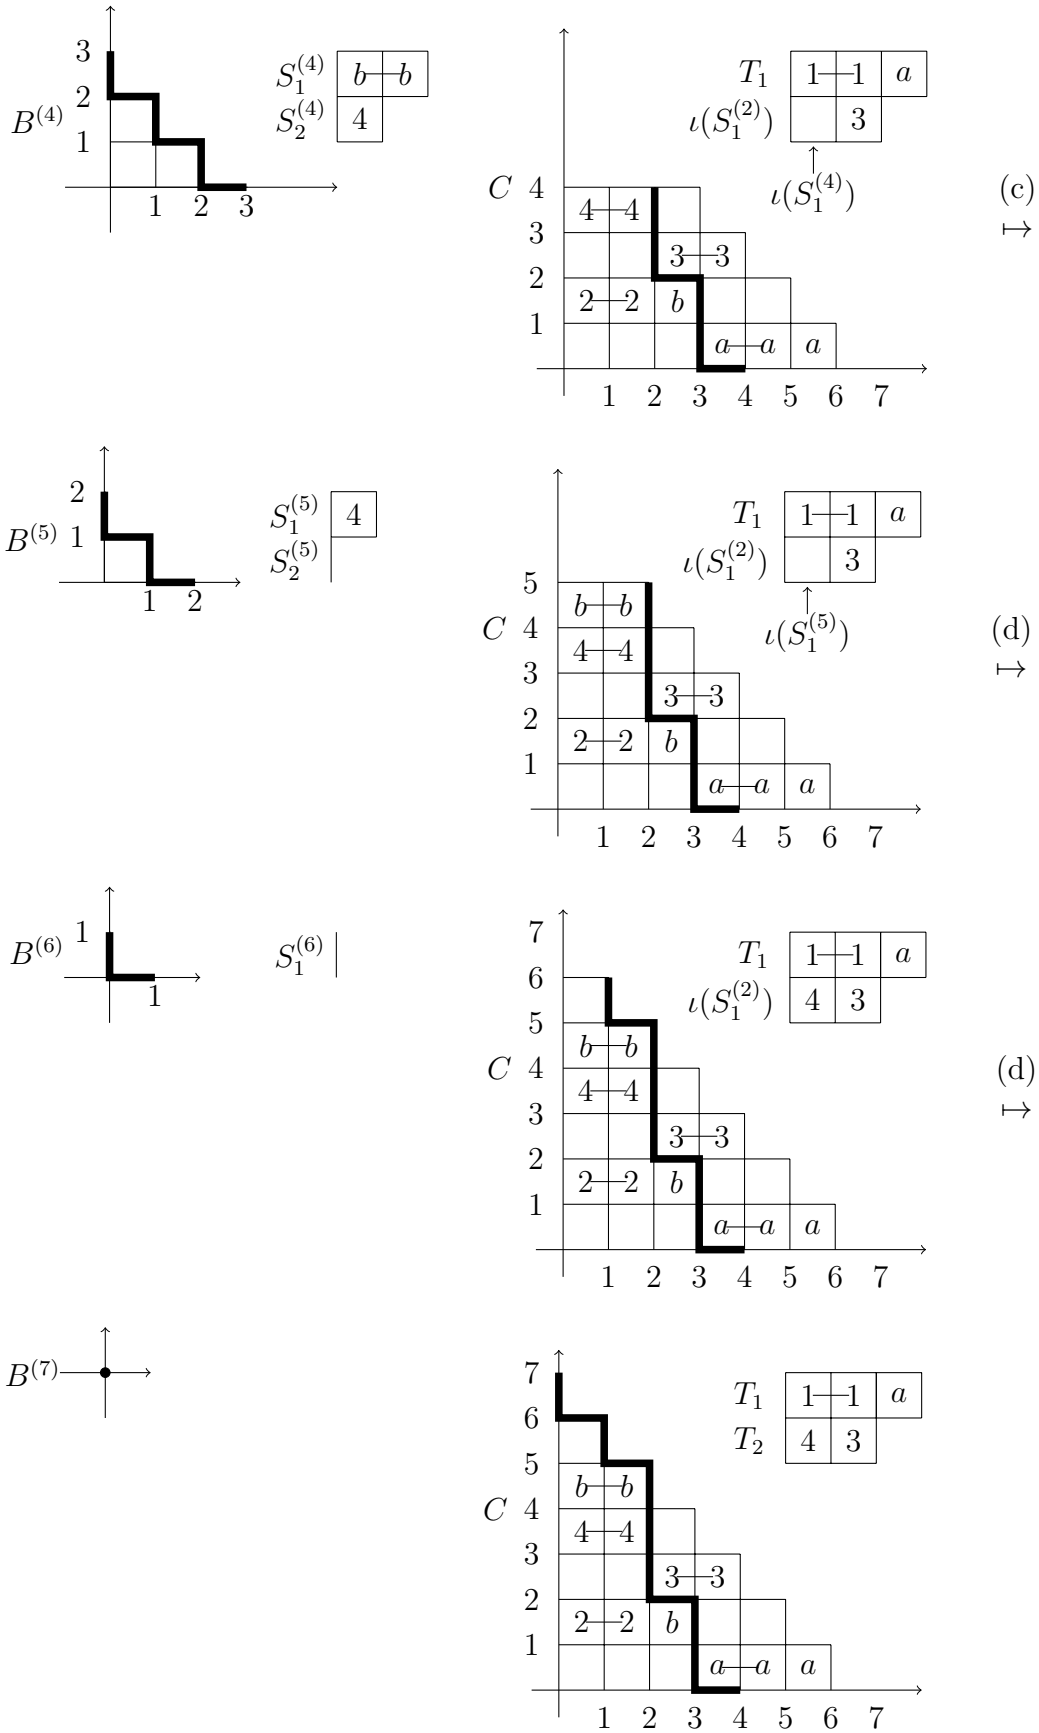 3
2
B^{(4)}
1
1 2 3
S_1^{(4)} b b
S_2^{(4)} 4
T_1 1 1 a
ι(S_1^{(2)}) 3
ι(S_1^{(4)})
C 4
4 4
3
3 3
2
2 2 b
1
a a a
1 2 3 4 5 6 7
(c)
↦
2
B^{(5)} 1
1 2
S_1^{(5)} 4
S_2^{(5)}
T_1 1 1 a
ι(S_1^{(2)}) 3
ι(S_1^{(5)})
5
b b
C 4
4 4
3
3 3
2
2 2 b
1
a a a
1 2 3 4 5 6 7
(d)
↦
1
B^{(6)}
1
S_1^{(6)}
T_1 1 1 a
ι(S_1^{(2)}) 4 3
7
6
5
b b
C 4
4 4
3
3 3
2
2 2 b
1
a a a
1 2 3 4 5 6 7
(d)
↦
B^{(7)}
T_1 1 1 a
T_2 4 3
7
6
5
b b
C 4
4 4
3
3 3
2
2 2 b
1
a a a
1 2 3 4 5 6 7